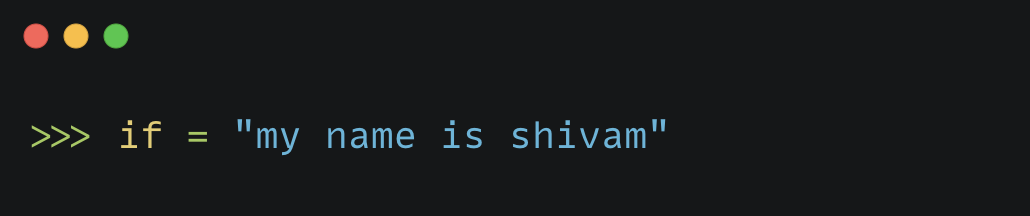 >>> if = "my name is shivam"